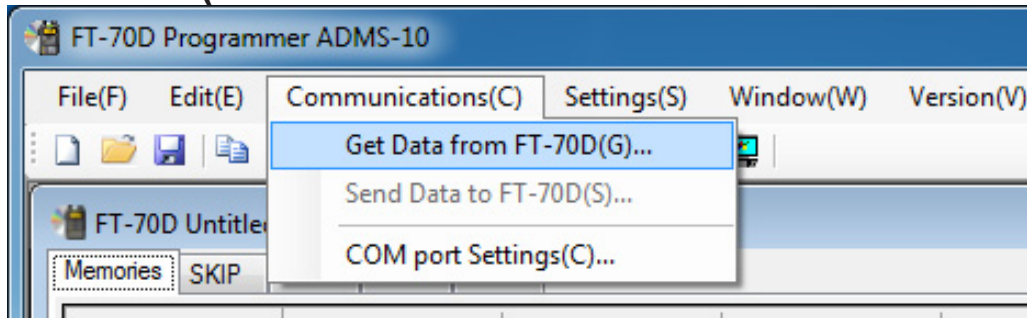 FT-70D Programmer ADMS-10
File(F) Edit(E) Communications(C) Settings(S) Window(W) Version(V)
Get Data from FT-70D(G)...
Send Data to FT-70D(S)...
FT-70D
COM port Settings(C)...
Memories SKIP